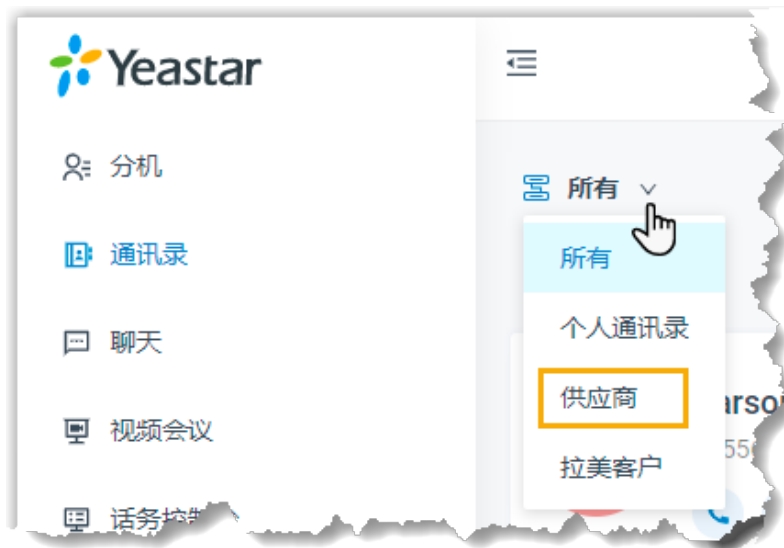 Yeastar
分机
通讯录
聊天
视频会议
所有
所有
个人通讯录
供应商
拉美客户